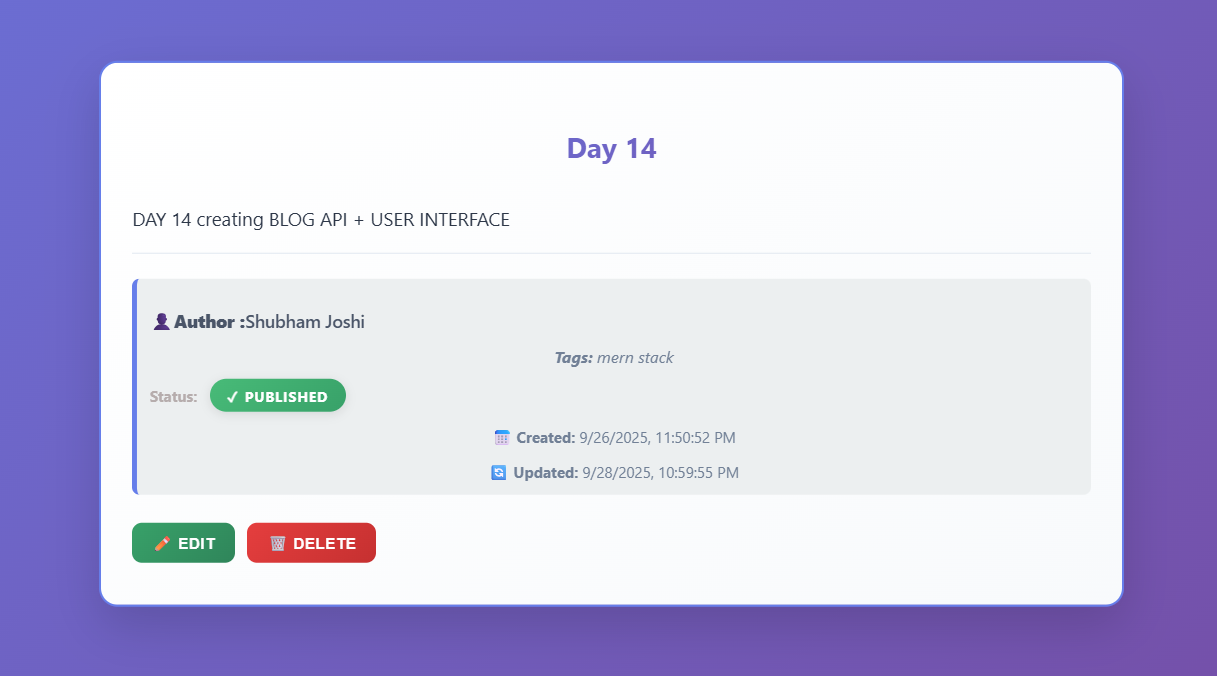 Day 14
DAY 14 creating BLOG API + USER INTERFACE
👤Author :Shubham Joshi
Tags: mern stack
Status: ✓ PUBLISHED
📅 Created: 9/26/2025, 11:50:52 PM
🔄 Updated: 9/28/2025, 10:59:55 PM
✏️ EDIT 🗑️ DELETE